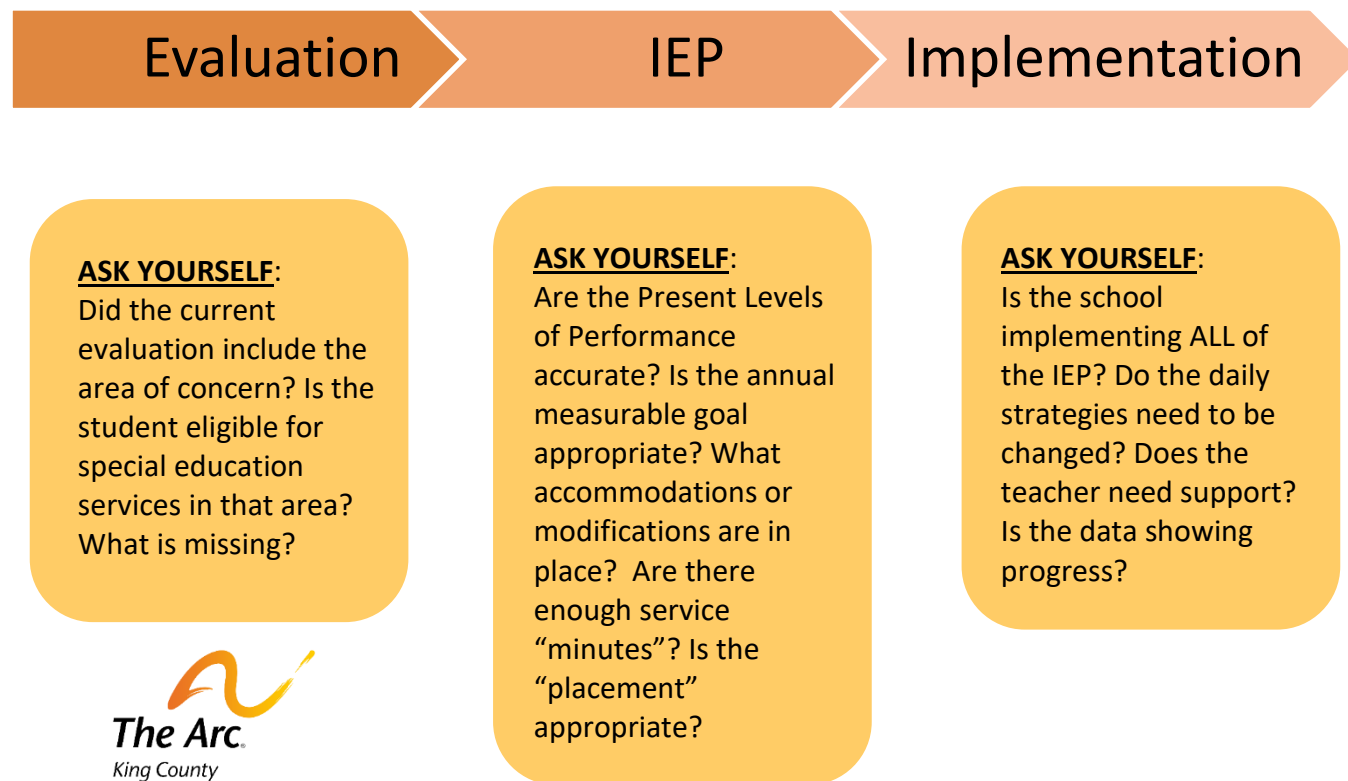 Evaluation
IEP
Implementation
ASK YOURSELF:
Did the current
evaluation include the
area of concern? Is the
student eligible for
special education
services in that area?
What is missing?
ASK YOURSELF:
Are the Present Levels
of Performance
accurate? Is the annual
measurable goal
appropriate? What
accommodations or
modifications are in
place?  Are there
enough service
“minutes”? Is the
“placement”
appropriate?
ASK YOURSELF:
Is the school
implementing ALL of
the IEP? Do the daily
strategies need to be
changed? Does the
teacher need support?
Is the data showing
progress?
The Arc®
King County